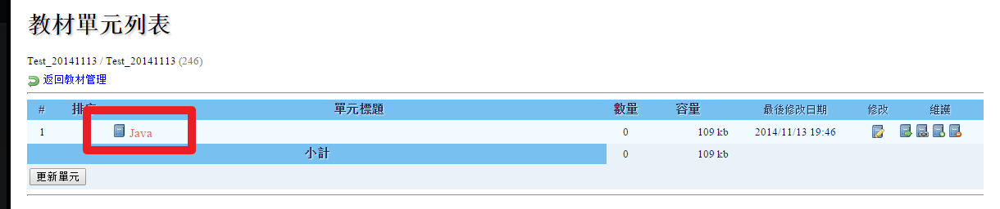 教材單元列表
Test_20141113 / Test_20141113 (246)
返回教材管理
# 排序 單元標題 數量 容量 最後修改日期 修改 維護
1 Java 0 109 kb 2014/11/13 19:46
小計 0 109 kb
更新單元